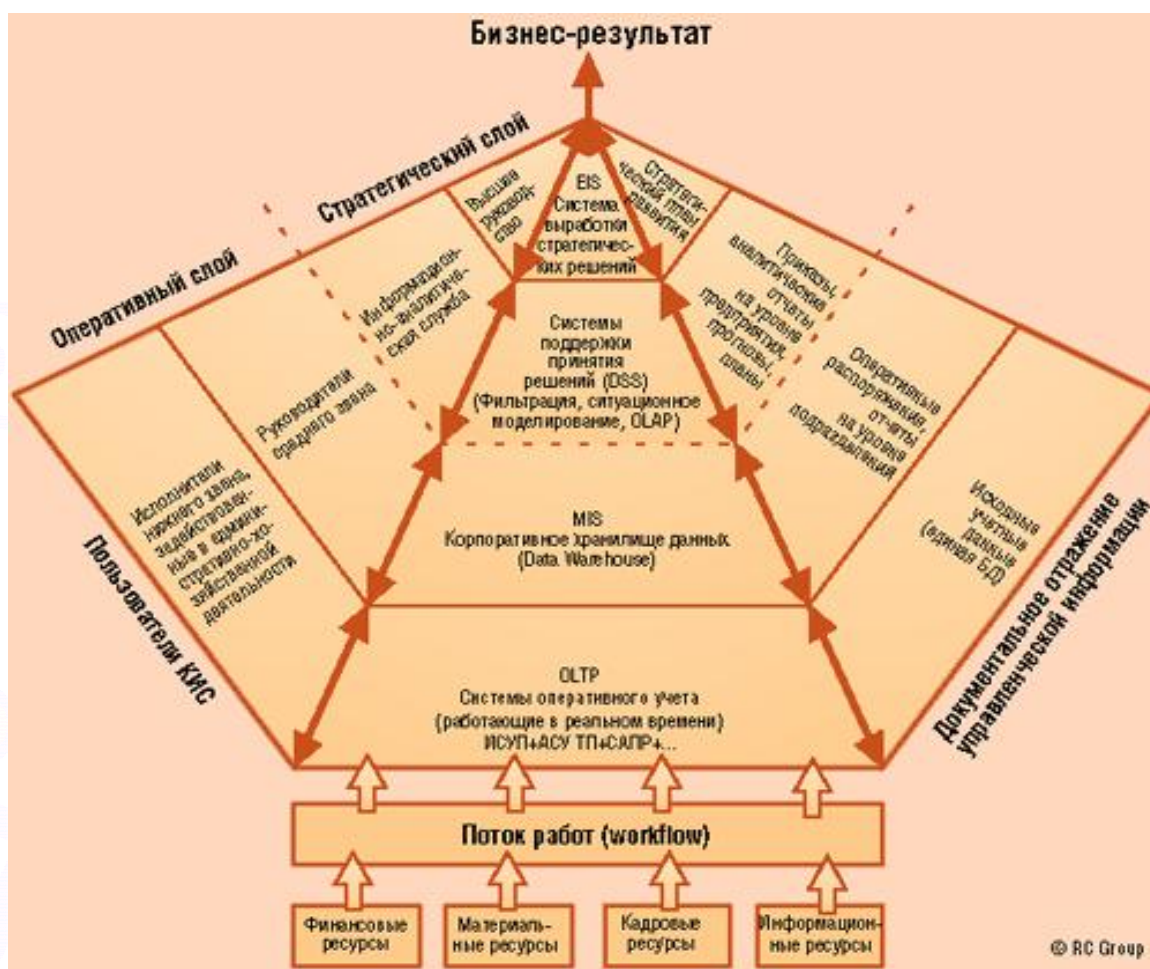 Бизнес-результат
Стратегический слой
Оперативный слой
Высшее
руковод-
ство
EIS
Система
выработки
стратегичес-
ких решений
Стратеги-
ческий план
развития
Информацион-
но-аналитиче-
ская служба
Системы
поддержки
принятия
решений (DSS)
(Фильтрация, ситуационное
моделирование, OLAP)
Приказы,
аналитические
отчеты
на уровне
предприятия,
прогнозы,
планы
Руководители
среднего звена
MIS
Корпоративное хранилище данных
(Data Warehouse)
Оперативные
распоряжения,
отчеты
на уровне
подразделений
Исполнители
нижнего звена,
задействован-
ные в админи-
стративно-хо-
зяйственной
деятельности
OLTP
Системы оперативного учета
(работающие в реальном времени)
ИСУП+АСУ ТП+САПР+...
Исходные
учетные
данные
(единая БД)
Пользователи КИС
Документальное отражение
управленческой информации
Поток работ (workflow)
Финансовые
ресурсы
Материаль-
ные ресурсы
Кадровые
ресурсы
Информацион-
ные ресурсы
© RC Group